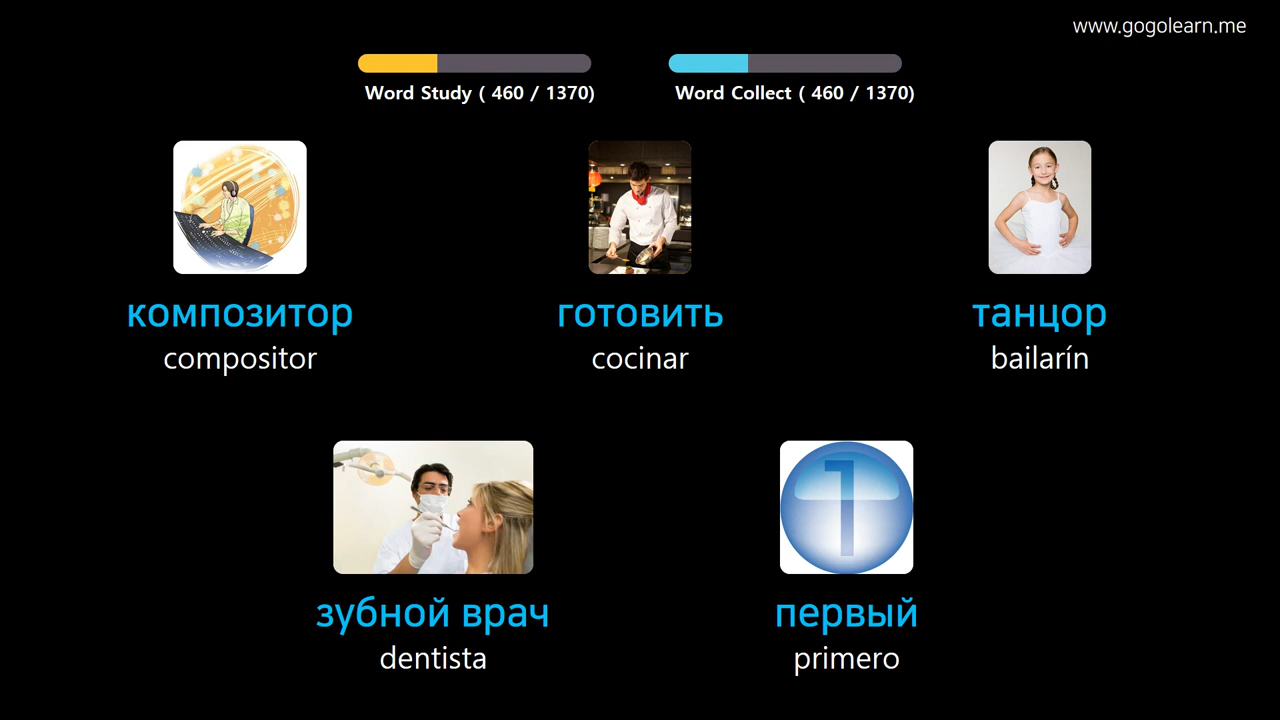 www.gogolearn.me
Word Study ( 460 / 1370)
Word Collect ( 460 / 1370)
композитор
compositor
готовить
cocinar
танцор
bailarín
зубной врач
dentista
1
первый
primero